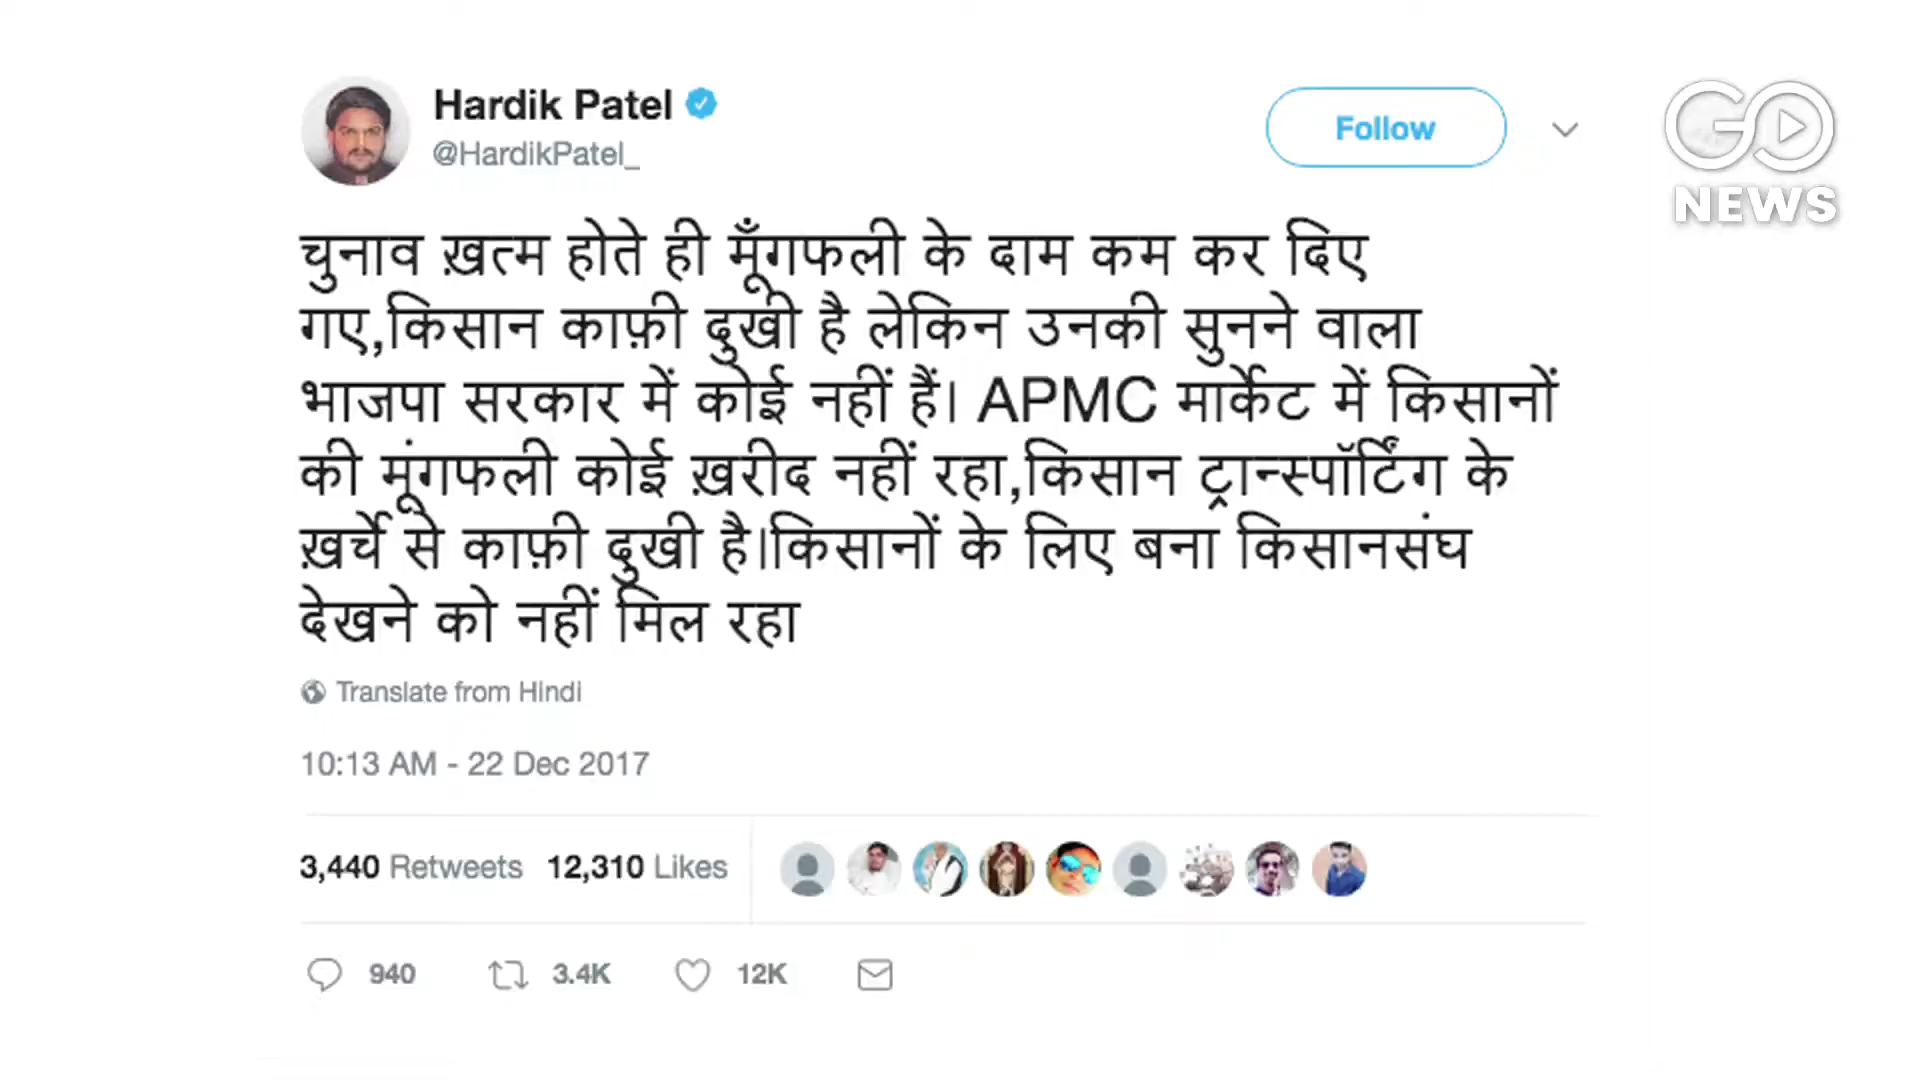 Hardik Patel
@HardikPatel_
Follow
GO
NEWS
चुनाव ख़त्म होते ही मूँगफली के दाम कम कर दिए
गए,किसान काफ़ी दुखी है लेकिन उनकी सुनने वाला
भाजपा सरकार में कोई नहीं हैं। APMC मार्केट में किसानों
की मूंगफली कोई ख़रीद नहीं रहा,किसान ट्रान्स्पॉर्टिंग के
ख़र्चे से काफ़ी दुखी है।किसानों के लिए बना किसानसंघ
देखने को नहीं मिल रहा
Translate from Hindi
10:13 AM - 22 Dec 2017
3,440 Retweets 12,310 Likes
940 3.4K 12K